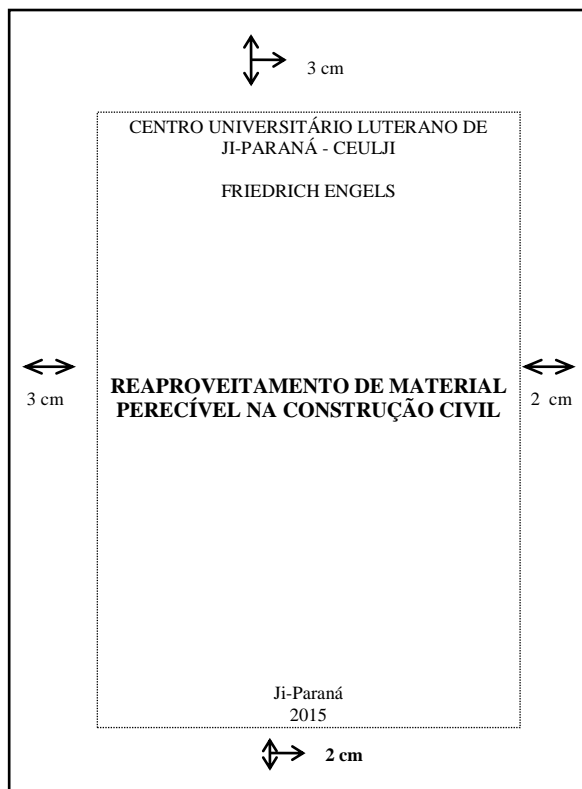 3 cm
CENTRO UNIVERSITÁRIO LUTERANO DE
JI-PARANÁ - CEULJI
FRIEDRICH ENGELS
REAPROVEITAMENTO DE MATERIAL
PERECÍVEL NA CONSTRUÇÃO CIVIL
3 cm
2 cm
Ji-Paraná
2015
2 cm